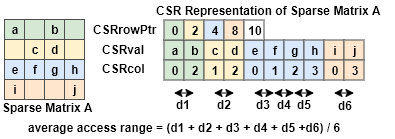 CSR Representation of Sparse Matrix A
a b
c d
e f g h
i j
Sparse Matrix A
CSRrowPtr 0 2 4 8 10
CSRval a b c d e f g h i j
CSRcol 0 2 1 2 0 1 2 3 0 3
d1 d2 d3 d4 d5 d6
average access range = (d1 + d2 + d3 + d4 + d5 +d6) / 6